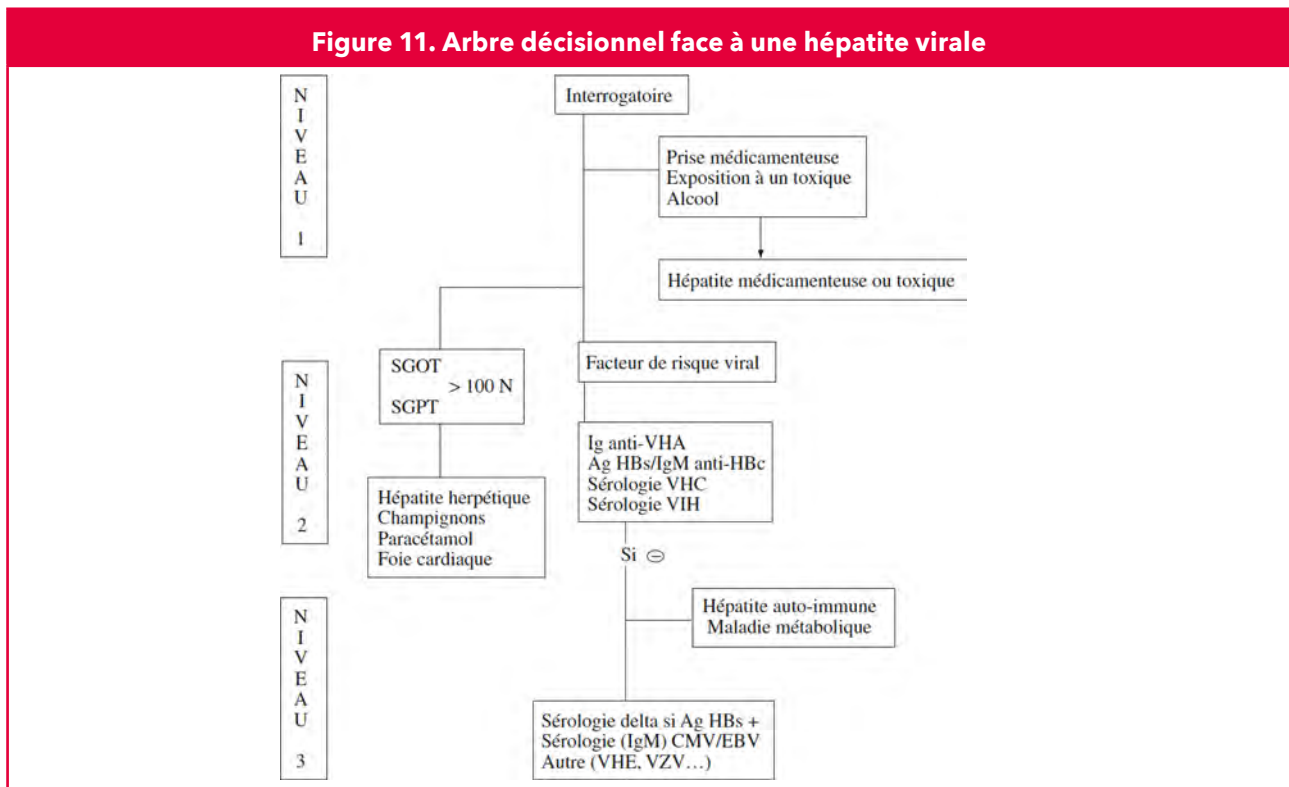 Figure 11. Arbre décisionnel face à une hépatite virale
NIVEAU 1
Interrogatoire
Prise médicamenteuse
Exposition à un toxique
Alcool
Hépatite médicamenteuse ou toxique
NIVEAU 2
SGOT
> 100 N
SGPT
Facteur de risque viral
Ig anti-VHA
Ag HBs/IgM anti-HBc
Sérologie VHC
Sérologie VIH
Hépatite herpétique
Champignons
Paracétamol
Foie cardiaque
Si ⊖
NIVEAU 3
Hépatite auto-immune
Maladie métabolique
Sérologie delta si Ag HBs +
Sérologie (IgM) CMV/EBV
Autre (VHE, VZV…)